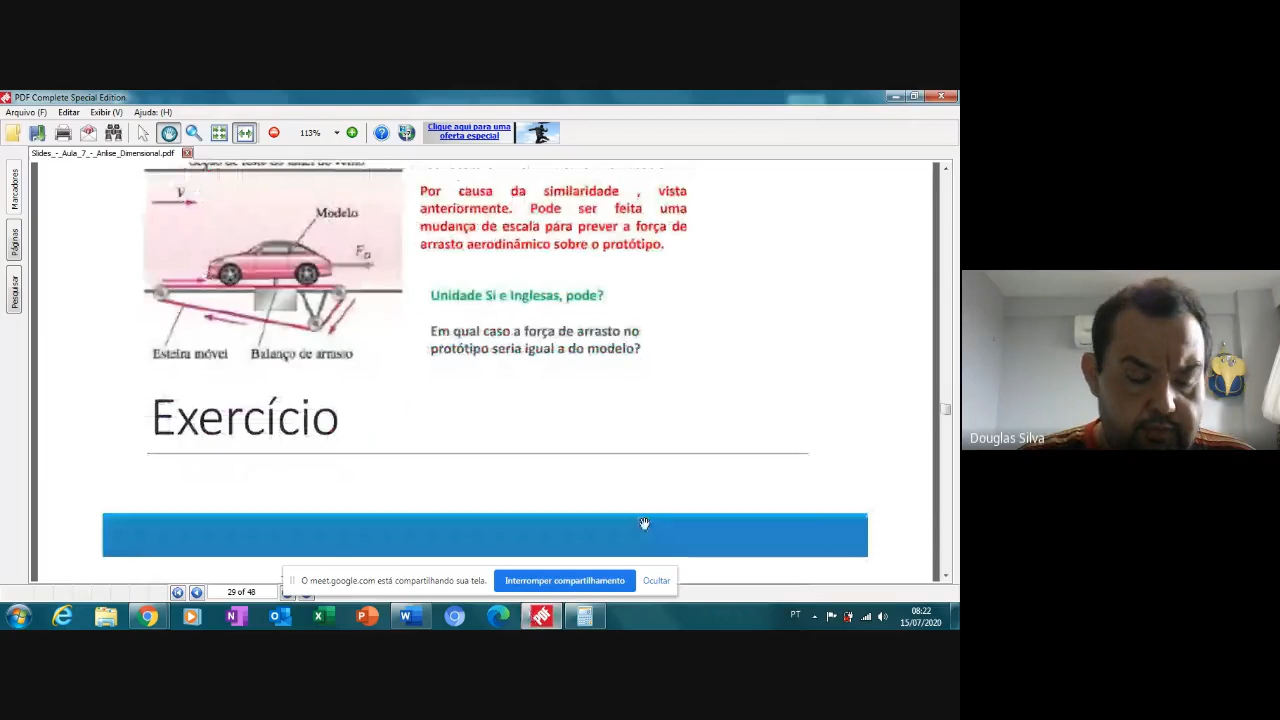 PDF Complete Special Edition
Arquivo (F) Editar Exibir (V) Ajuda: (H)
113%
Clique aqui para uma
oferta especial
Slides_-_Aula_7_-_Anlise_Dimensional.pdf
Marcadores
Páginas
Pesquisar
V
Modelo
Esteira móvel Balanço de arrasto
Por causa da similaridade , vista
anteriormente. Pode ser feita uma
mudança de escala para prever a força de
arrasto aerodinâmico sobre o protótipo.
Unidade Si e Inglesas, pode?
Em qual caso a força de arrasto no
protótipo seria igual a do modelo?
Exercício
O meet.google.com está compartilhando sua tela. Interromper compartilhamento Ocultar
29 of 48
PT
08:22
15/07/2020
Douglas Silva